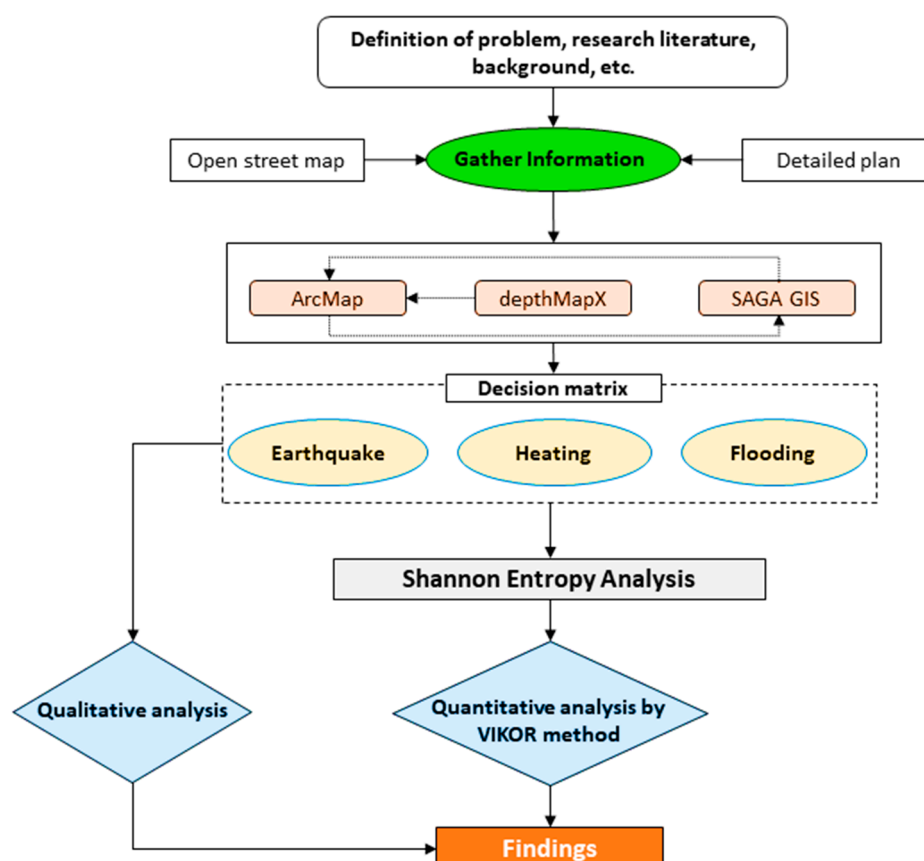 Definition of problem, research literature,
background, etc.
Open street map
Gather Information
Detailed plan
ArcMap
depthMapX
SAGA GIS
Decision matrix
Earthquake
Heating
Flooding
Shannon Entropy Analysis
Qualitative analysis
Quantitative analysis by
VIKOR method
Findings